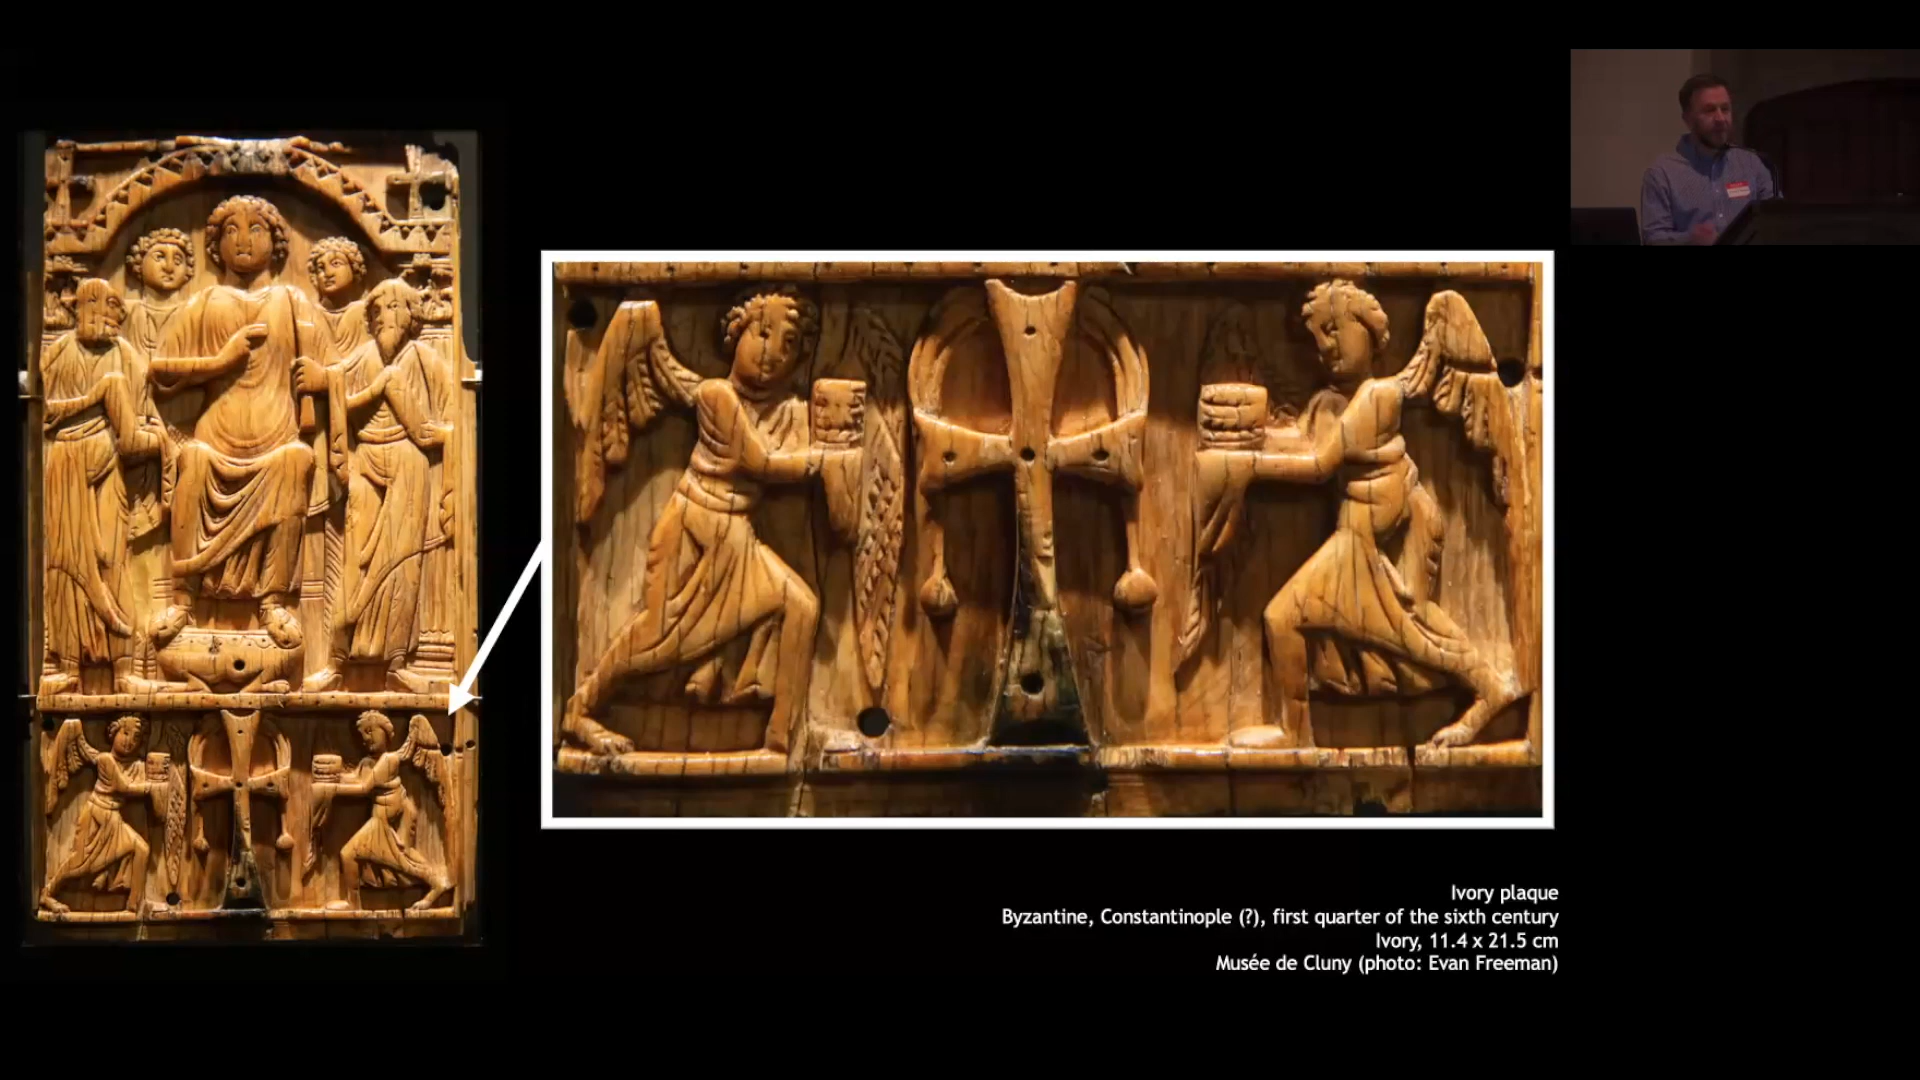 Ivory plaque
Byzantine, Constantinople (?), first quarter of the sixth century
Ivory, 11.4 x 21.5 cm
Musée de Cluny (photo: Evan Freeman)